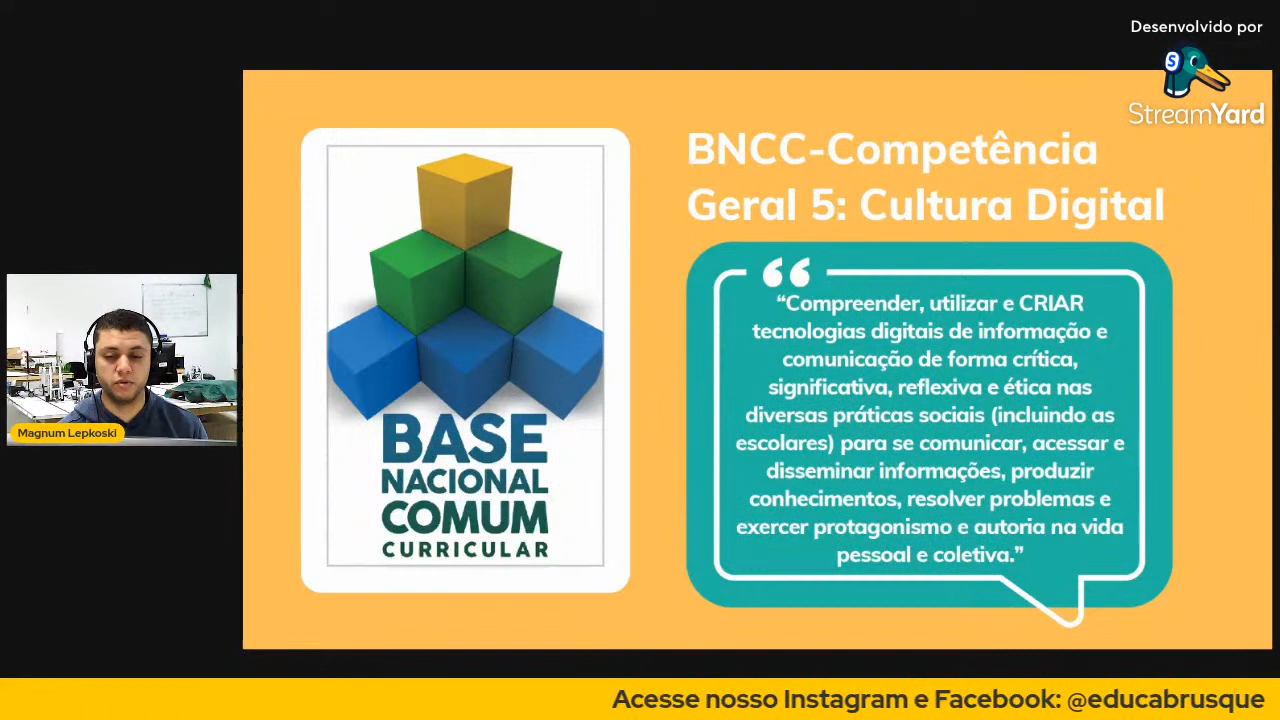 Desenvolvido por
StreamYard
BNCC-Competência
Geral 5: Cultura Digital
“Compreender, utilizar e CRIAR
tecnologias digitais de informação e
comunicação de forma crítica,
significativa, reflexiva e ética nas
diversas práticas sociais (incluindo as
escolares) para se comunicar, acessar e
disseminar informações, produzir
conhecimentos, resolver problemas e
exercer protagonismo e autoria na vida
pessoal e coletiva.”
BASE
NACIONAL
COMUM
CURRICULAR
Magnum Lepkoski
Acesse nosso Instagram e Facebook: @educabrusque